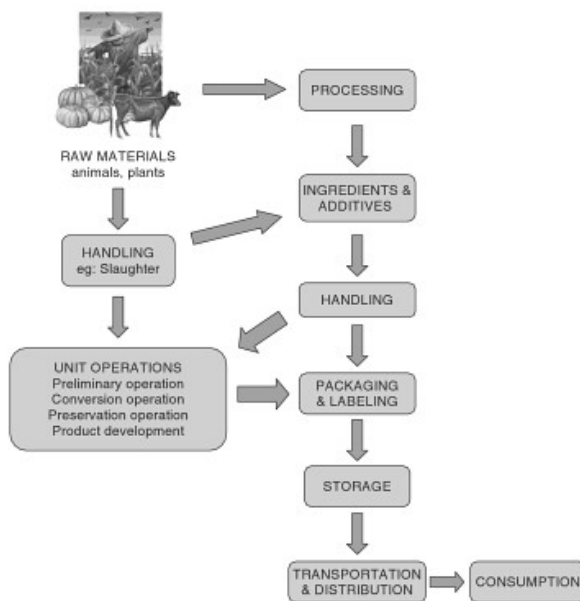 PROCESSING
RAW MATERIALS
animals, plants
INGREDIENTS &
ADDITIVES
HANDLING
eg: Slaughter
HANDLING
UNIT OPERATIONS
Preliminary operation
Conversion operation
Preservation operation
Product development
PACKAGING
& LABELING
STORAGE
TRANSPORTATION
& DISTRIBUTION
CONSUMPTION